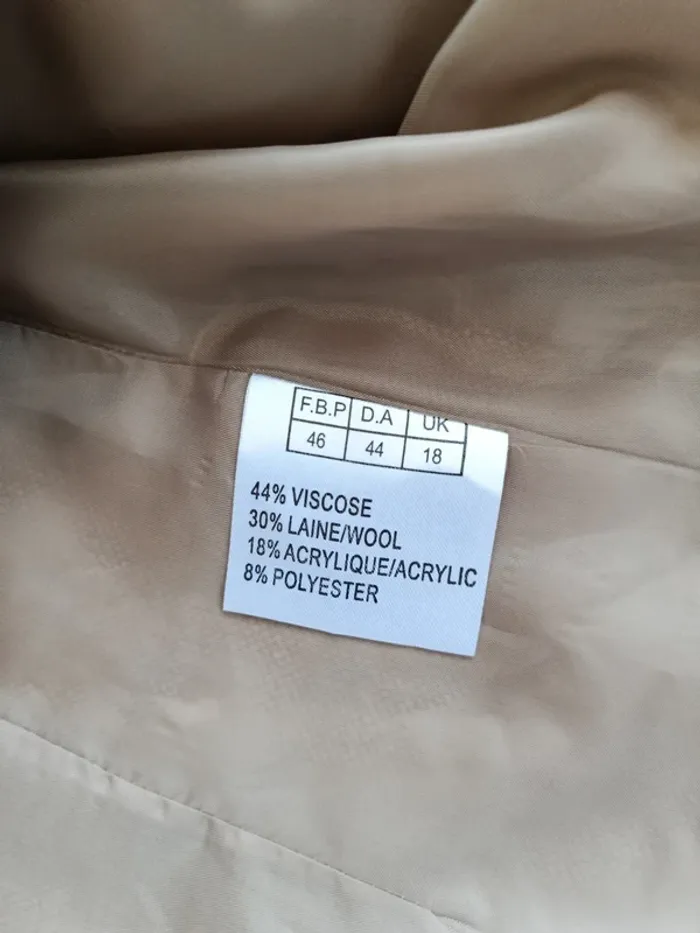 F.B.P D.A UK
46 44 18
44% VISCOSE
30% LAINE/WOOL
18% ACRYLIQUE/ACRYLIC
8% POLYESTER